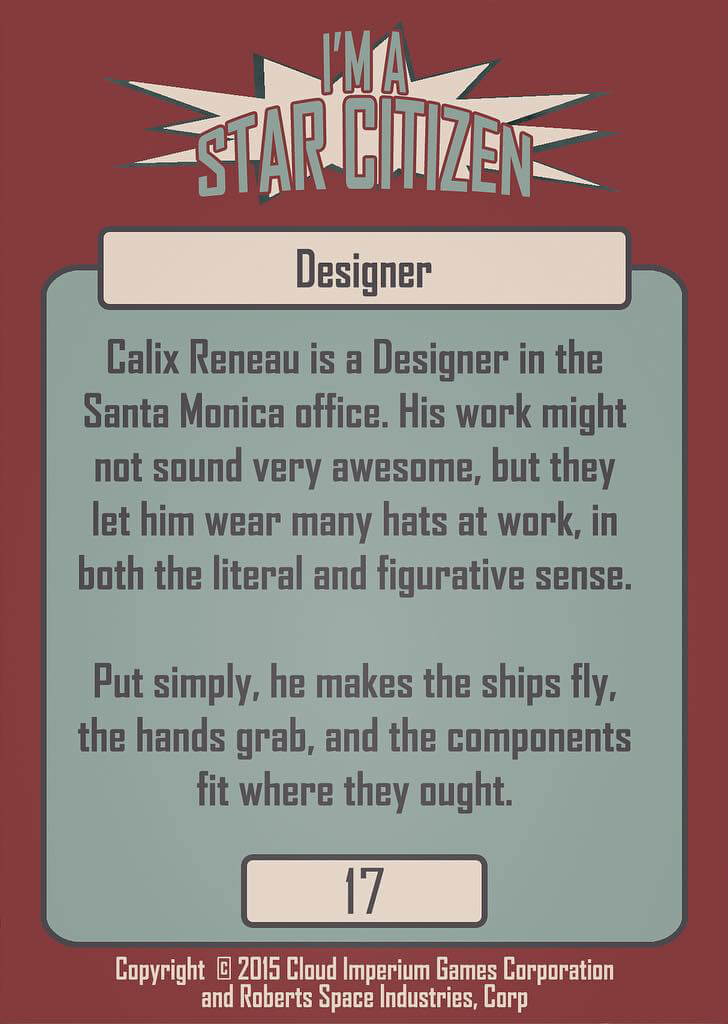 I'M A
STAR CITIZEN
Designer
Calix Reneau is a Designer in the
Santa Monica office. His work might
not sound very awesome, but they
let him wear many hats at work, in
both the literal and figurative sense.
Put simply, he makes the ships fly,
the hands grab, and the components
fit where they ought.
17
Copyright © 2015 Cloud Imperium Games Corporation
and Roberts Space Industries, Corp